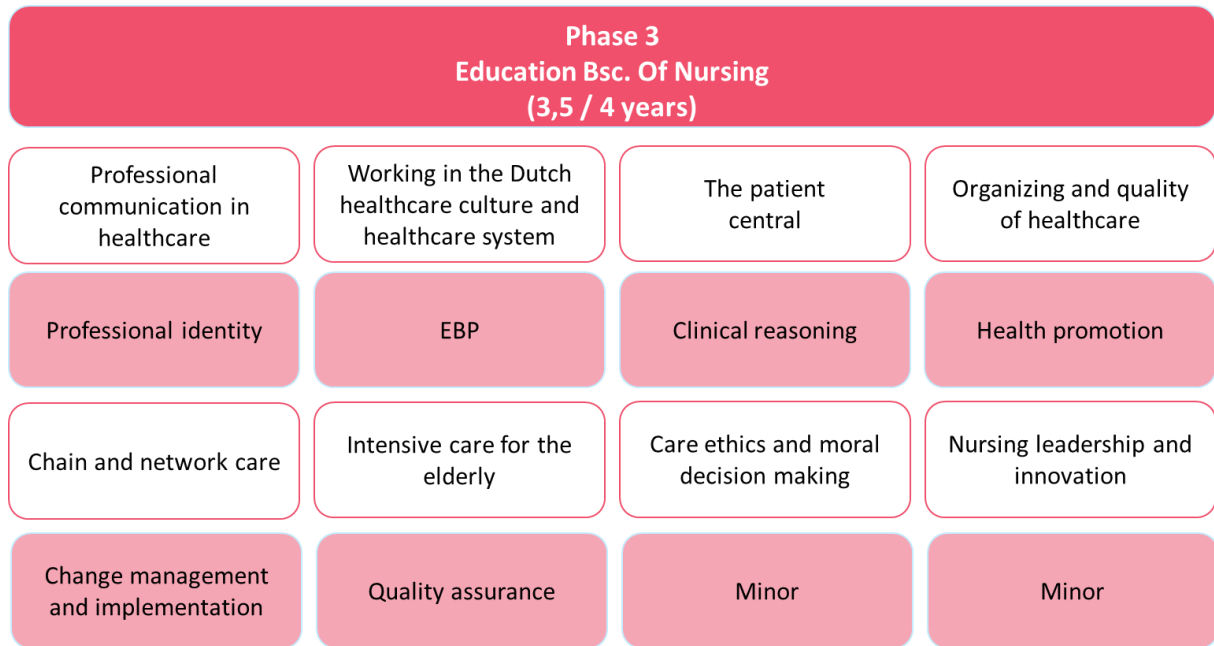 Phase 3
Education Bsc. Of Nursing
(3,5 / 4 years)
Professional
communication in
healthcare
Working in the Dutch
healthcare culture and
healthcare system
The patient
central
Organizing and quality
of healthcare
Professional identity
EBP
Clinical reasoning
Health promotion
Chain and network care
Intensive care for the
elderly
Care ethics and moral
decision making
Nursing leadership and
innovation
Change management
and implementation
Quality assurance
Minor
Minor